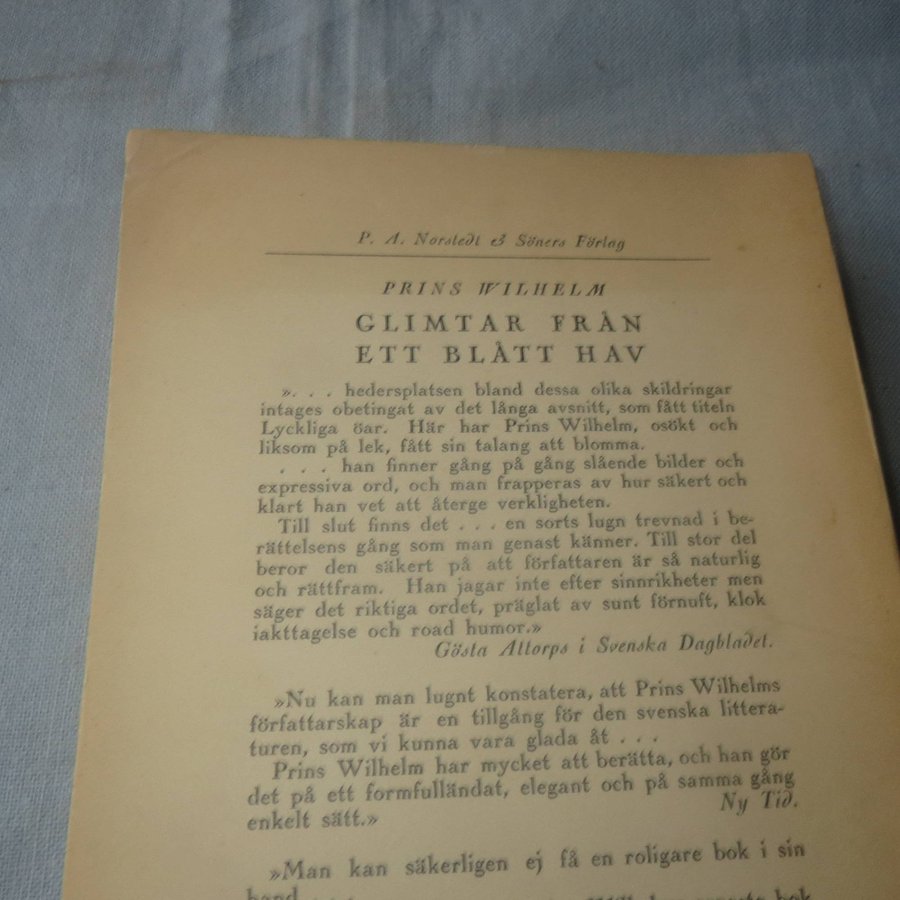 P. A. Norstedt & Söners Förlag
PRINS WILHELM
GLIMTAR FRÅN
ETT BLÅTT HAV
». . . hedersplatsen bland dessa olika skildringar
intages obetingat av det långa avsnitt, som fått titeln
Lyckliga öar. Här har Prins Wilhelm, osökt och
liksom på lek, fått sin talang att blomma.
. . . han finner gång på gång slående bilder och
expressiva ord, och man frapperas av hur säkert och
klart han vet att återge verkligheten.
Till slut finns det . . . en sorts lugn trevnad i be-
rättelsens gång som man genast känner. Till stor del
beror den säkert på att författaren är så naturlig
och rättfram. Han jagar inte efter sinnrikheter men
säger det riktiga ordet, präglat av sunt förnuft, klok
iakttagelse och road humor.»
Gösta Attorps i Svenska Dagbladet.
»Nu kan man lugnt konstatera, att Prins Wilhelms
författarskap är en tillgång för den svenska littera-
turen, som vi kunna vara glada åt . . .
Prins Wilhelm har mycket att berätta, och han gör
det på ett formfulländat, elegant och på samma gång
enkelt sätt.»
Ny Tid.
»Man kan säkerligen ej få en roligare bok i sin
hand
bok